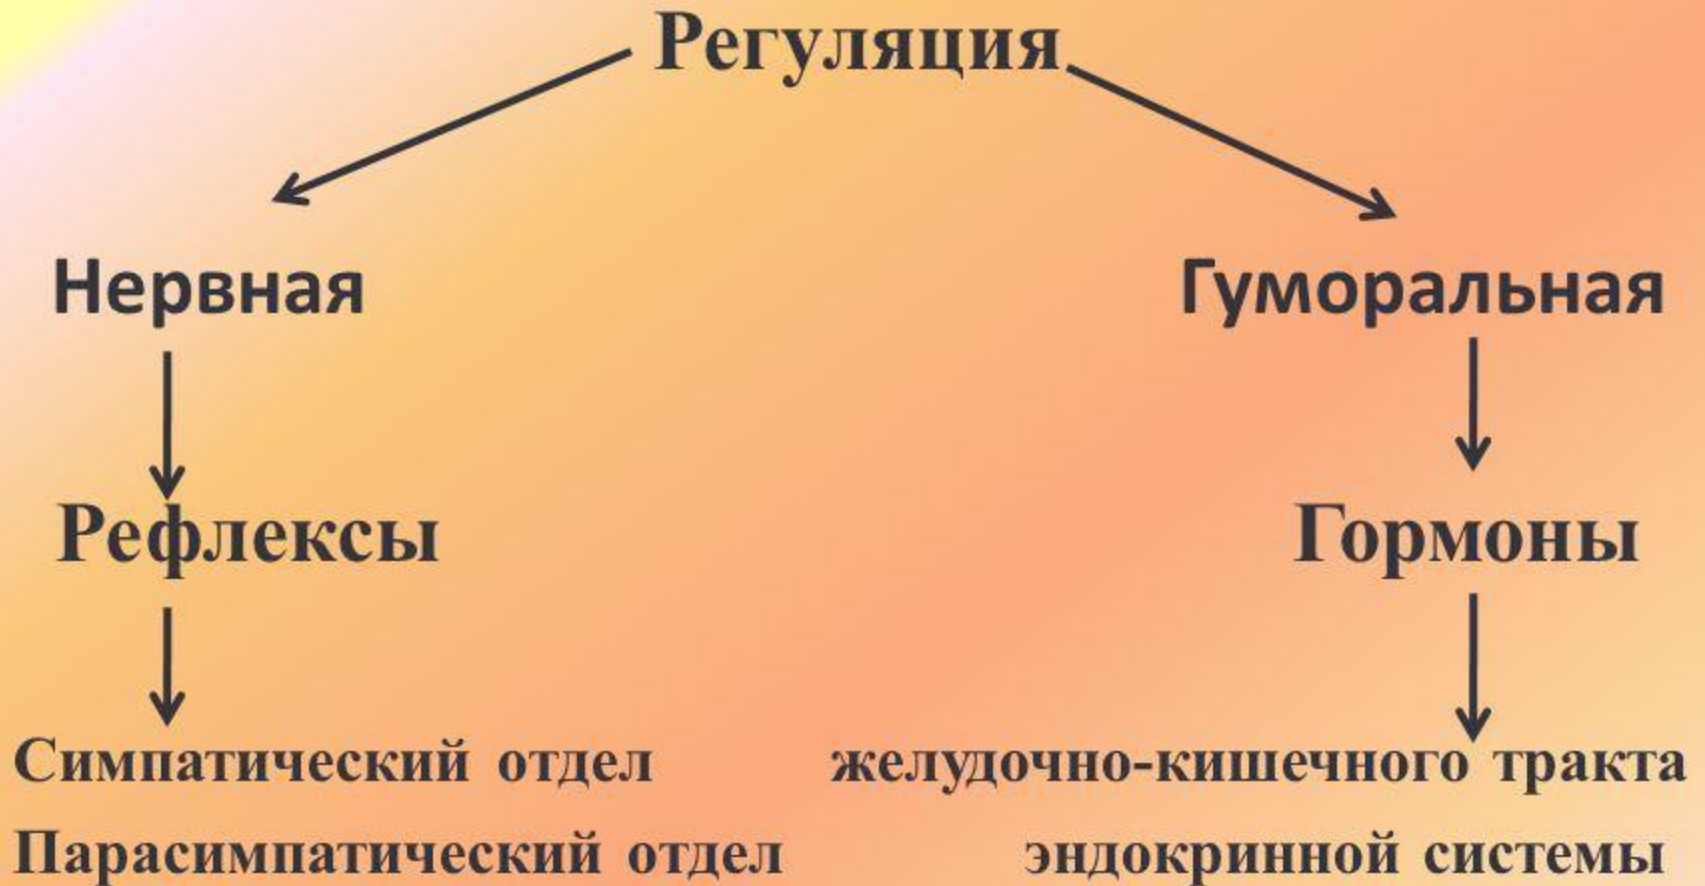 Регуляция
Нервная
Гуморальная
Рефлексы
Гормоны
Симпатический отдел
желудочно-кишечного тракта
Парасимпатический отдел
эндокринной системы